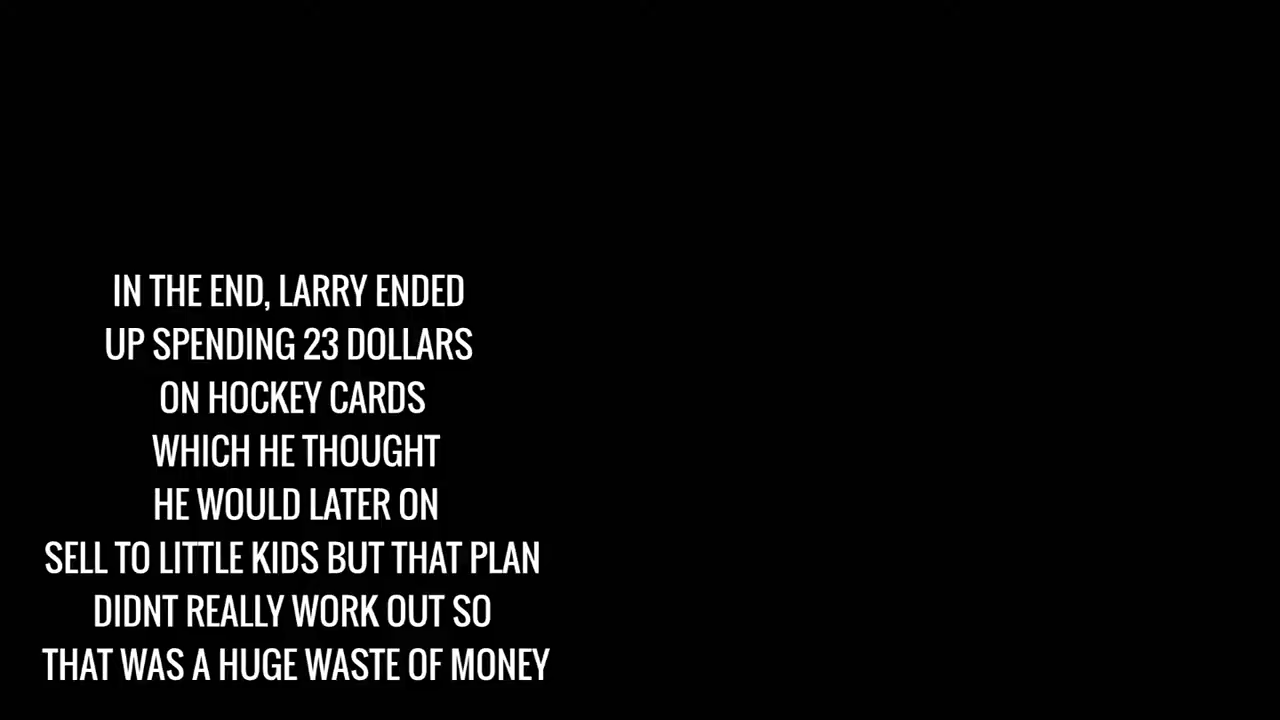 IN THE END, LARRY ENDED
UP SPENDING 23 DOLLARS
ON HOCKEY CARDS
WHICH HE THOUGHT
HE WOULD LATER ON
SELL TO LITTLE KIDS BUT THAT PLAN
DIDNT REALLY WORK OUT SO
THAT WAS A HUGE WASTE OF MONEY